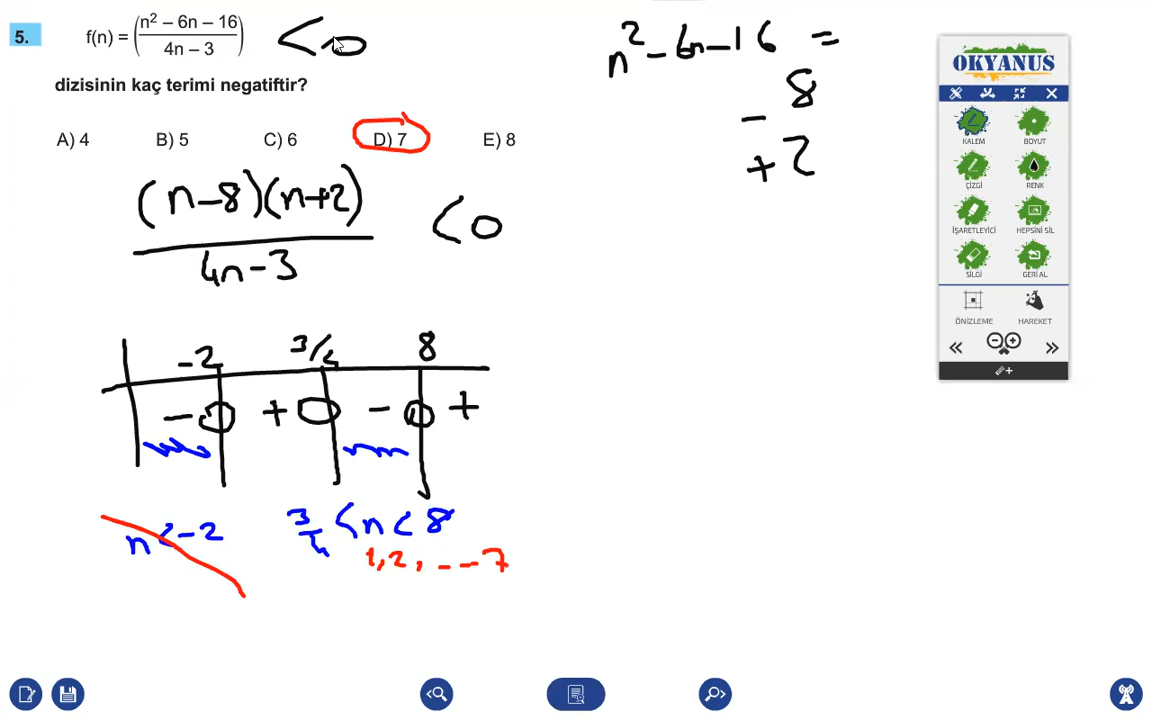 5.
f(n) = (n² – 6n – 16 / 4n – 3) < 0
dizisinin kaç terimi negatiftir?
A) 4 B) 5 C) 6 D) 7 E) 8
(n–8)(n+2) / 4n–3 < 0
-2 3/4 8
– + – +
n < -2
3/4 < n < 8
1, 2, – – 7
n² – 6n – 16 =
– 8
+ 2
OKYANUS
KALEM BOYUT
ÇİZGİ RENK
İŞARETLEYİCİ HEPSİNİ SİL
SİLGİ GERİ AL
ÖNİZLEME HAREKET